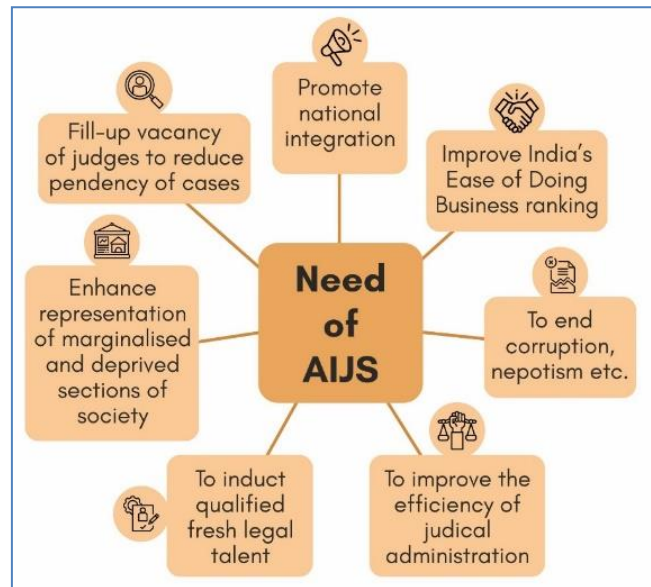 Promote
national
integration
Fill-up vacancy
of judges to reduce
pendency of cases
Improve India's
Ease of Doing
Business ranking
Need
of
AIJS
Enhance
representation
of marginalised
and deprived
sections of
society
To end
corruption,
nepotism etc.
To induct
qualified
fresh legal
talent
To improve the
efficiency of
judical
administration